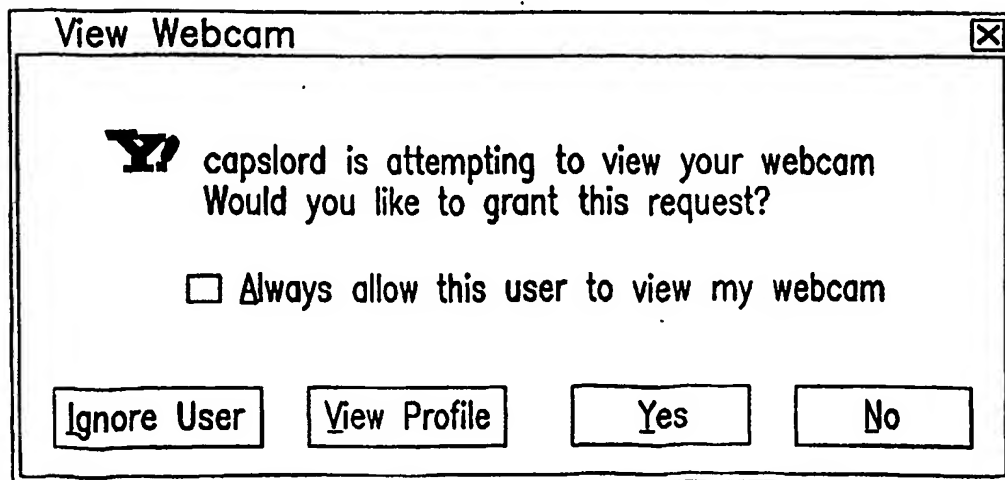 View Webcam
Y! capslord is attempting to view your webcam
Would you like to grant this request?
Always allow this user to view my webcam
Ignore User View Profile Yes No